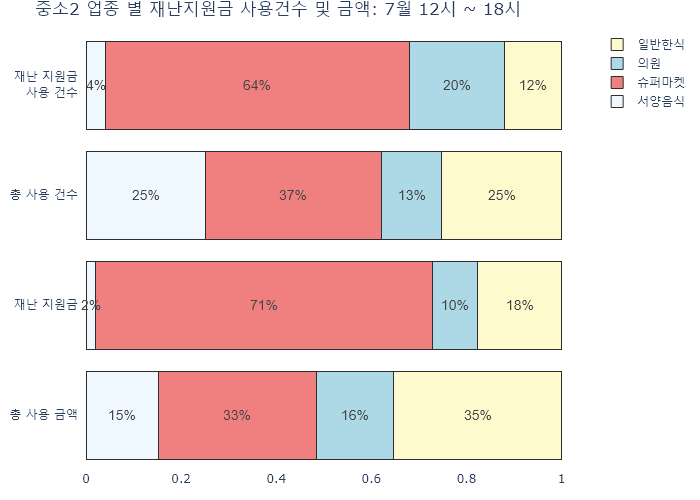 중소2 업종 별 재난지원금 사용건수 및 금액: 7월 12시 ~ 18시
일반한식
의원
슈퍼마켓
서양음식
재난 지원금
사용 건수
4%
64%
20%
12%
총 사용 건수
25%
37%
13%
25%
재난 지원금
2%
71%
10%
18%
총 사용 금액
15%
33%
16%
35%
0
0.2
0.4
0.6
0.8
1